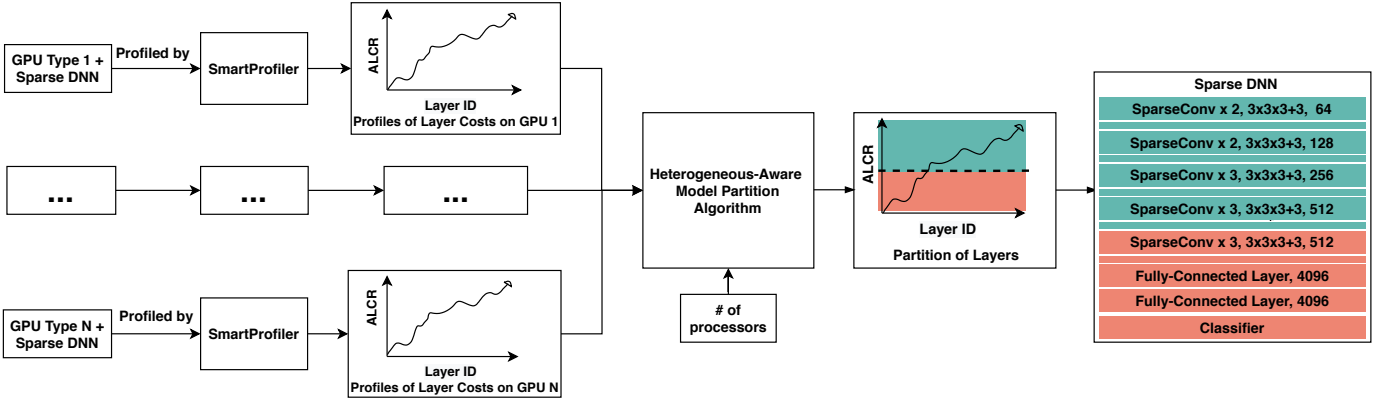 GPU Type 1 +
Sparse DNN
Profiled by
SmartProfiler
ALCR
Layer ID
Profiles of Layer Costs on GPU 1
...
...
...
GPU Type N +
Sparse DNN
Profiled by
SmartProfiler
ALCR
Layer ID
Profiles of Layer Costs on GPU N
Heterogeneous-Aware
Model Partition
Algorithm
# of
processors
ALCR
Layer ID
Partition of Layers
Sparse DNN
SparseConv x 2, 3x3x3+3, 64
SparseConv x 2, 3x3x3+3, 128
SparseConv x 3, 3x3x3+3, 256
SparseConv x 3, 3x3x3+3, 512
SparseConv x 3, 3x3x3+3, 512
Fully-Connected Layer, 4096
Fully-Connected Layer, 4096
Classifier